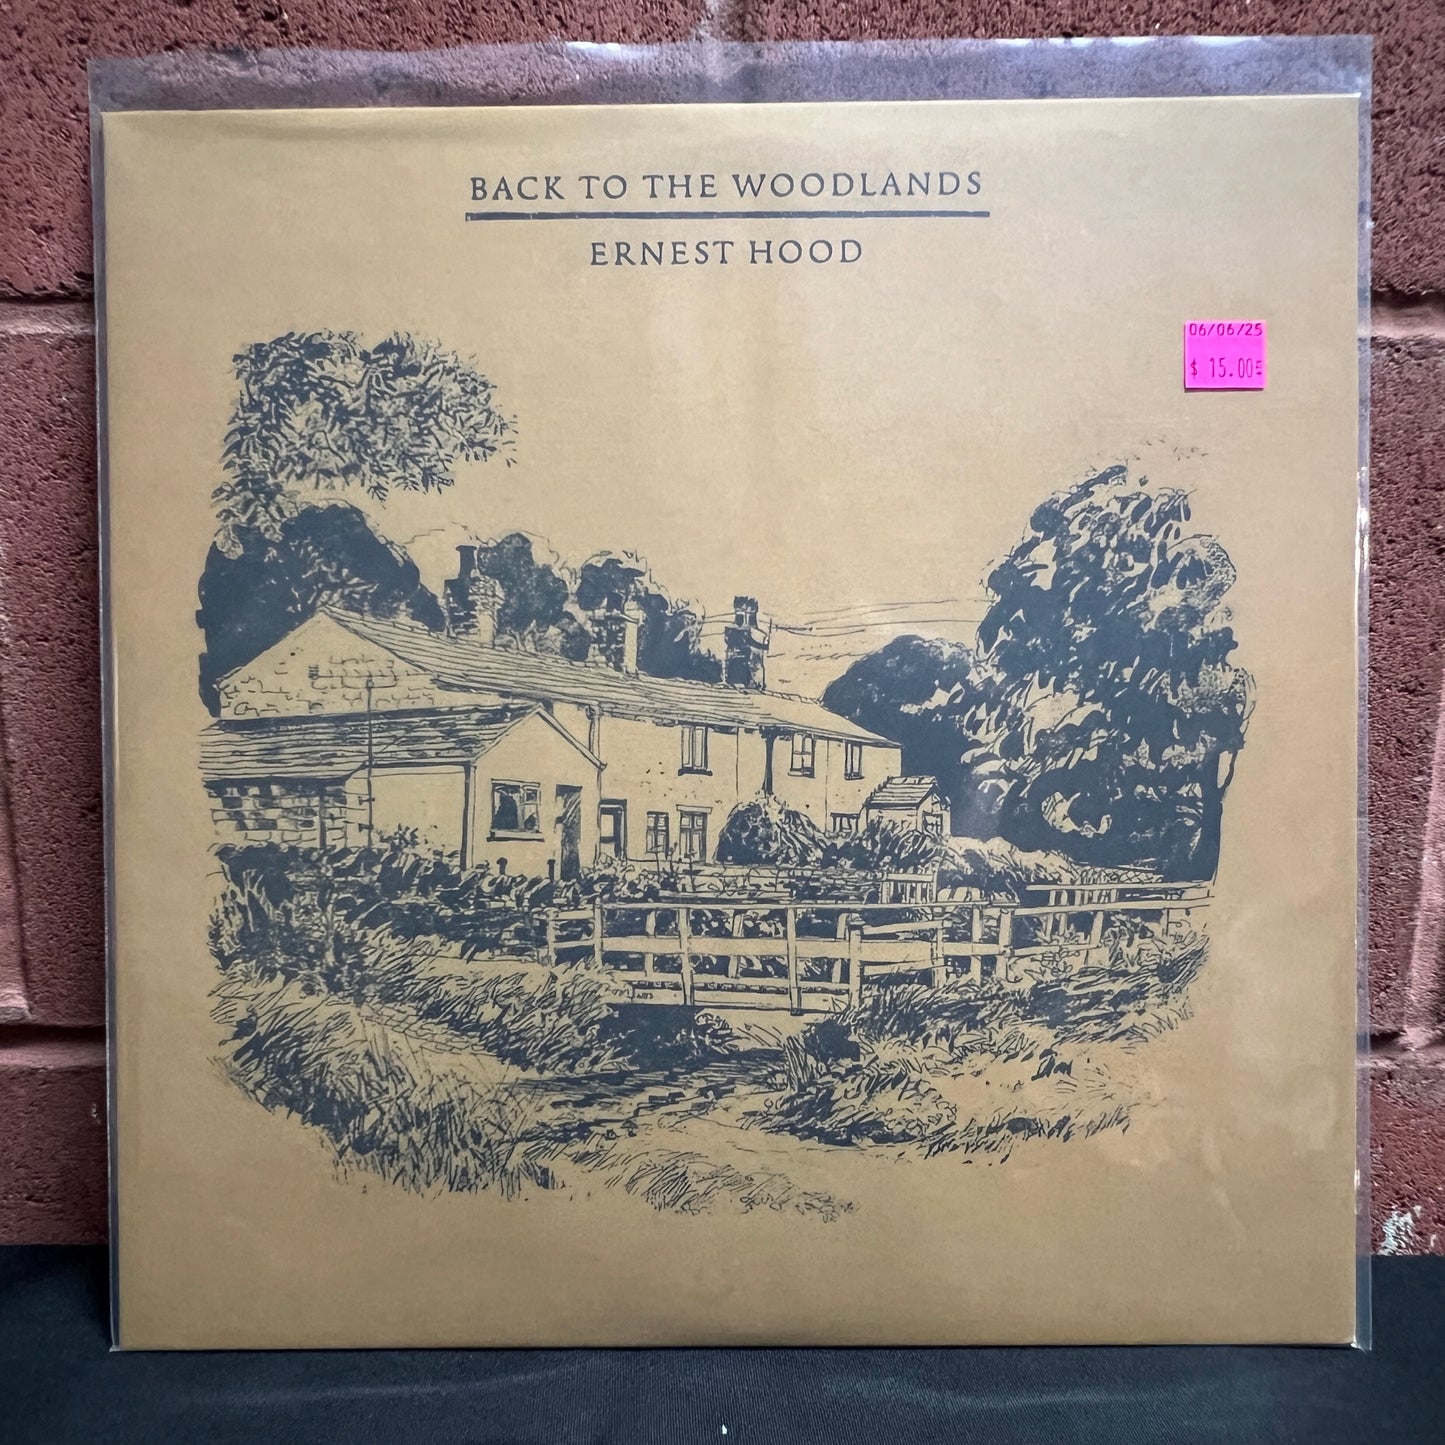 BACK TO THE WOODLANDS
ERNEST HOOD
06/06/25
$ 15.00